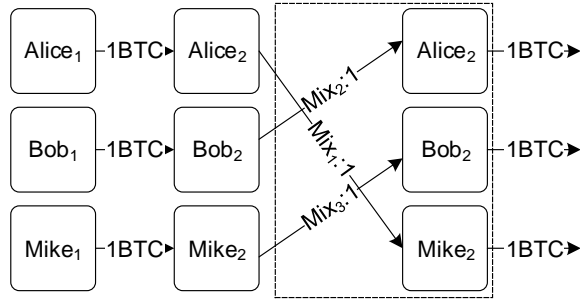 Alice₁ 1BTC Alice₂ Alice₂ 1BTC
Mix₂:1
Mix₁:1
Bob₁ 1BTC Bob₂ Bob₂ 1BTC
Mix₃:1
Mike₁ 1BTC Mike₂ Mike₂ 1BTC